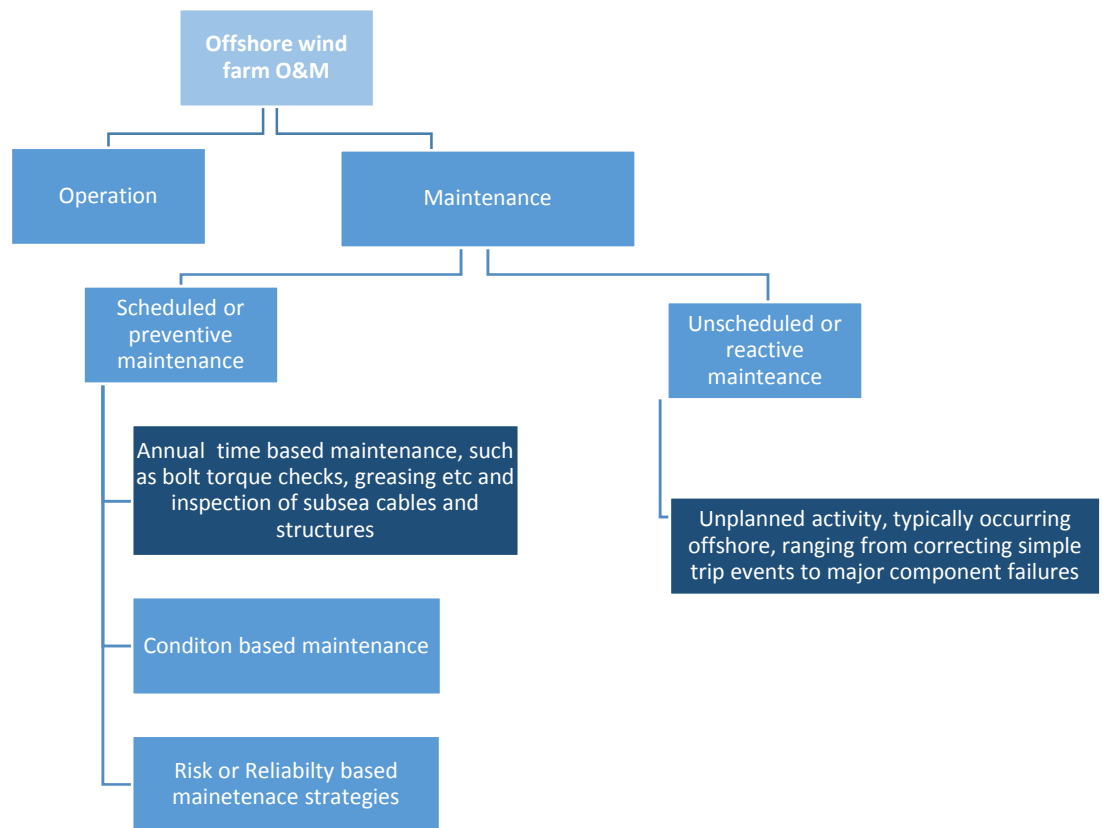 Offshore wind
farm O&M
Operation
Maintenance
Scheduled or
preventive
maintenance
Unscheduled or
reactive
mainteance
Annual time based maintenance, such
as bolt torque checks, greasing etc and
inspection of subsea cables and
structures
Unplanned activity, typically occurring
offshore, ranging from correcting simple
trip events to major component failures
Conditon based maintenance
Risk or Reliabilty based
mainetenace strategies